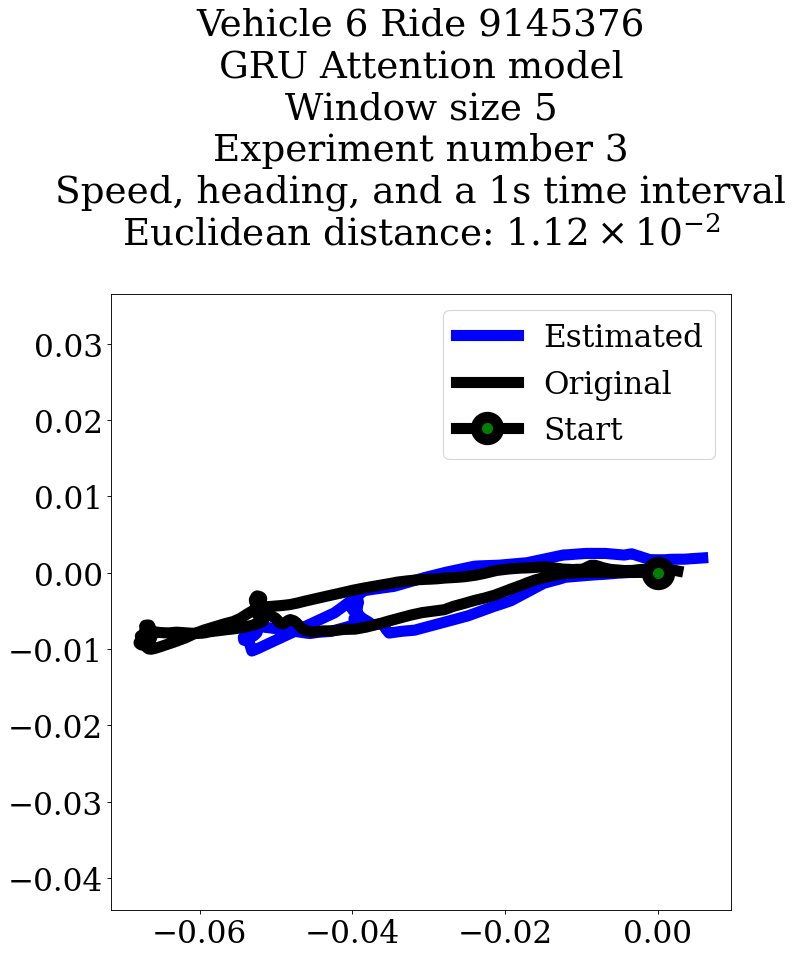 Vehicle 6 Ride 9145376
GRU Attention model
Window size 5
Experiment number 3
Speed, heading, and a 1s time interval
Euclidean distance: 1.12 × 10⁻²
Estimated
Original
Start
0.03
0.02
0.01
0.00
−0.01
−0.02
−0.03
−0.04
−0.06 −0.04 −0.02 0.00